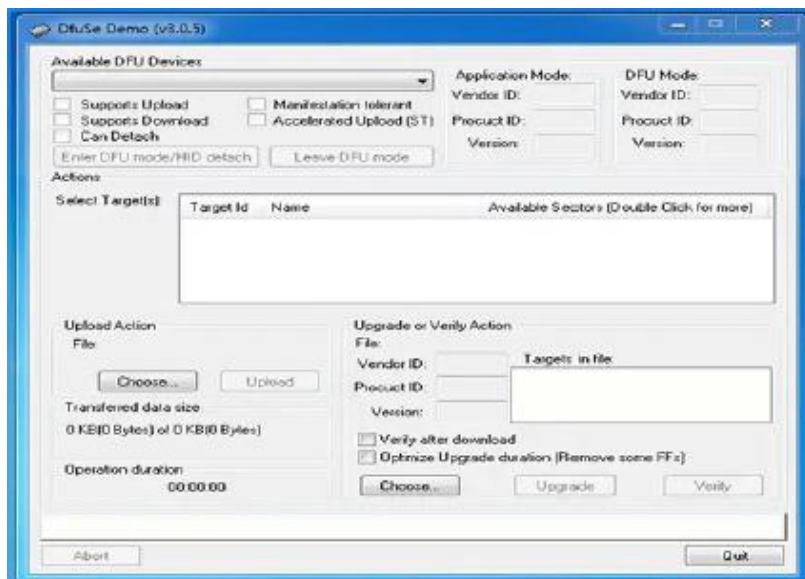 DfuSe Demo (v3.0.5)
Available DFU Devices
Supports Upload
Supports Download
Can Detach
Manifestation tolerant
Accelerated Upload (ST)
Enter DFU mode/HID detach
Leave DFU mode
Application Mode:
Vendor ID:
Procuct ID:
Version:
DFU Mode:
Vendor ID:
Procuct ID:
Version:
Actions
Select Target(s):
Target Id Name Available Sectors (Double Click for more)
Upload Action
File:
Choose...
Upload
Transferred data size
0 KB(0 Bytes) of 0 KB(0 Bytes)
Operation duration
00:00:00
Upgrade or Verify Action
File:
Vendor ID:
Procuct ID:
Version:
Targets in file:
Verify after download
Optimize Upgrade duration (Remove some FFs)
Choose...
Upgrade
Verify
Abort
Quit